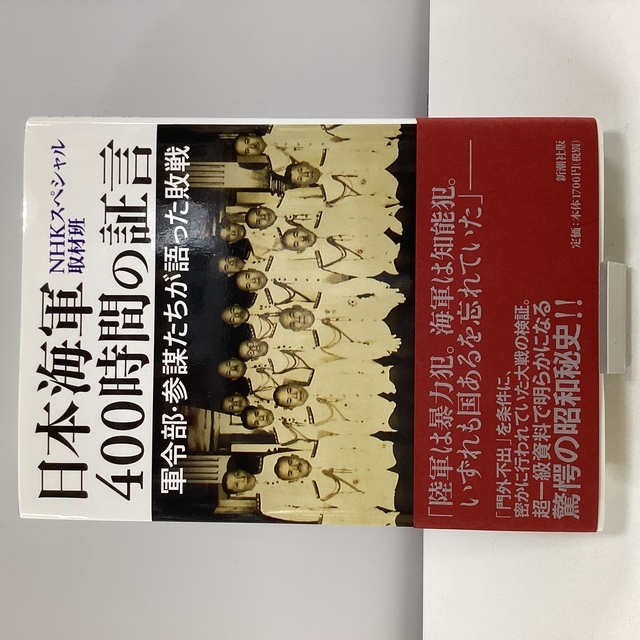 日本海軍
400時間の証言
NHKスペシャル
取材班
軍令部・参謀たちが語った敗戦
「陸軍は暴力犯。海軍は知能犯。
いずれも国あるを忘れていた」――
「門外不出」を条件に、
密かに行われていた大戦の検証。
超一級資料で明らかになる
驚愕の昭和秘史!!
新潮社版
定価:本体1700円(税別)